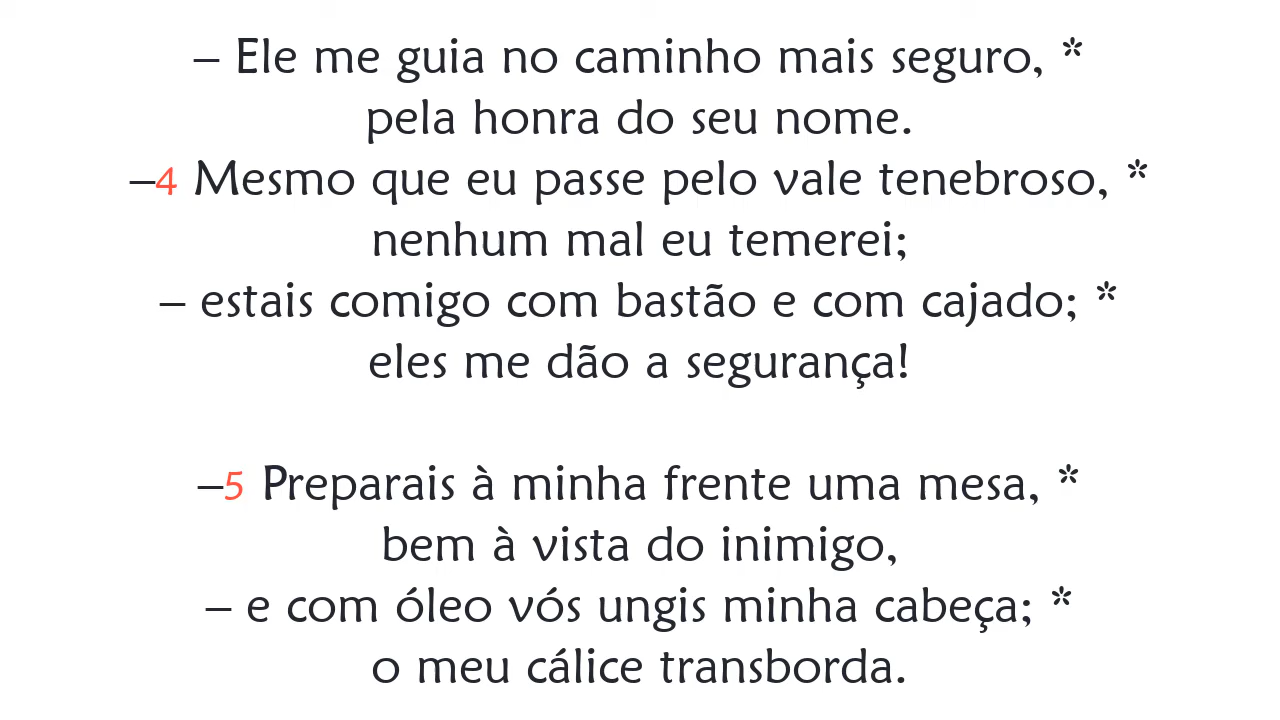 – Ele me guia no caminho mais seguro, *
pela honra do seu nome.
–4 Mesmo que eu passe pelo vale tenebroso, *
nenhum mal eu temerei;
– estais comigo com bastão e com cajado; *
eles me dão a segurança!
–5 Preparais à minha frente uma mesa, *
bem à vista do inimigo,
– e com óleo vós ungis minha cabeça; *
o meu cálice transborda.